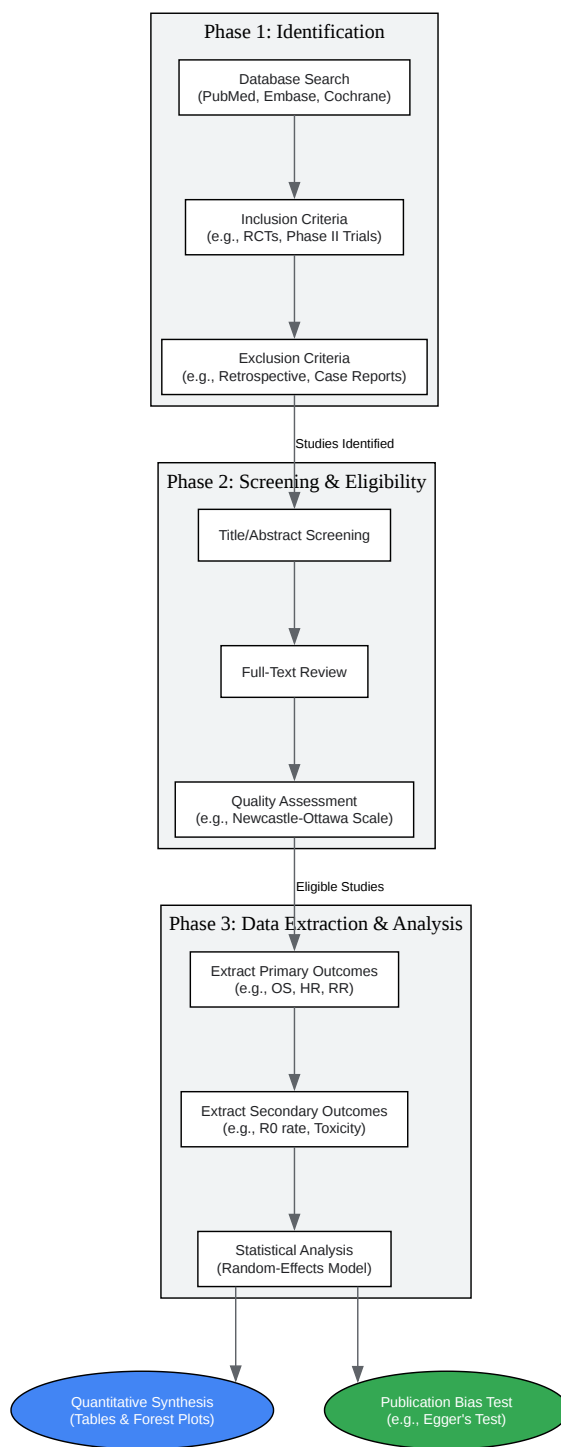 Phase 1: Identification
Database Search
(PubMed, Embase, Cochrane)
Inclusion Criteria
(e.g., RCTs, Phase II Trials)
Exclusion Criteria
(e.g., Retrospective, Case Reports)
Studies Identified
Phase 2: Screening & Eligibility
Title/Abstract Screening
Full-Text Review
Quality Assessment
(e.g., Newcastle-Ottawa Scale)
Eligible Studies
Phase 3: Data Extraction & Analysis
Extract Primary Outcomes
(e.g., OS, HR, RR)
Extract Secondary Outcomes
(e.g., R0 rate, Toxicity)
Statistical Analysis
(Random-Effects Model)
Quantitative Synthesis
(Tables & Forest Plots)
Publication Bias Test
(e.g., Egger's Test)